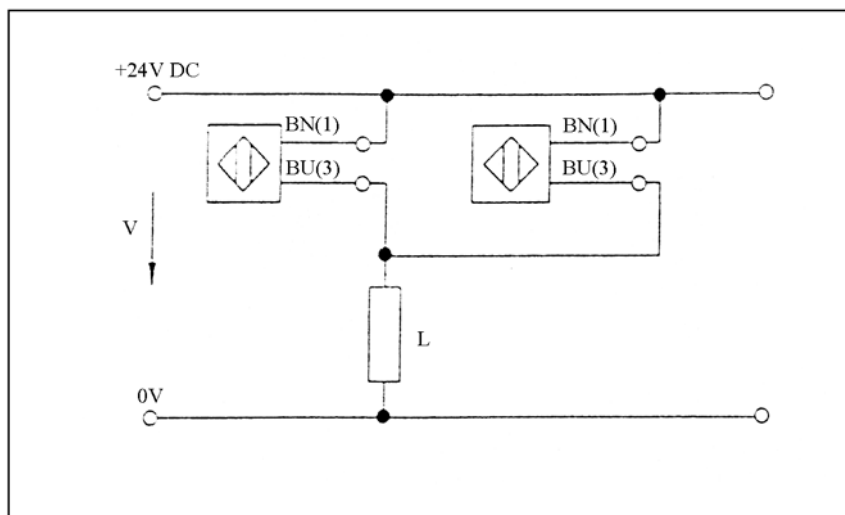 +24V DC
BN(1)
BU(3)
BN(1)
BU(3)
V
L
0V